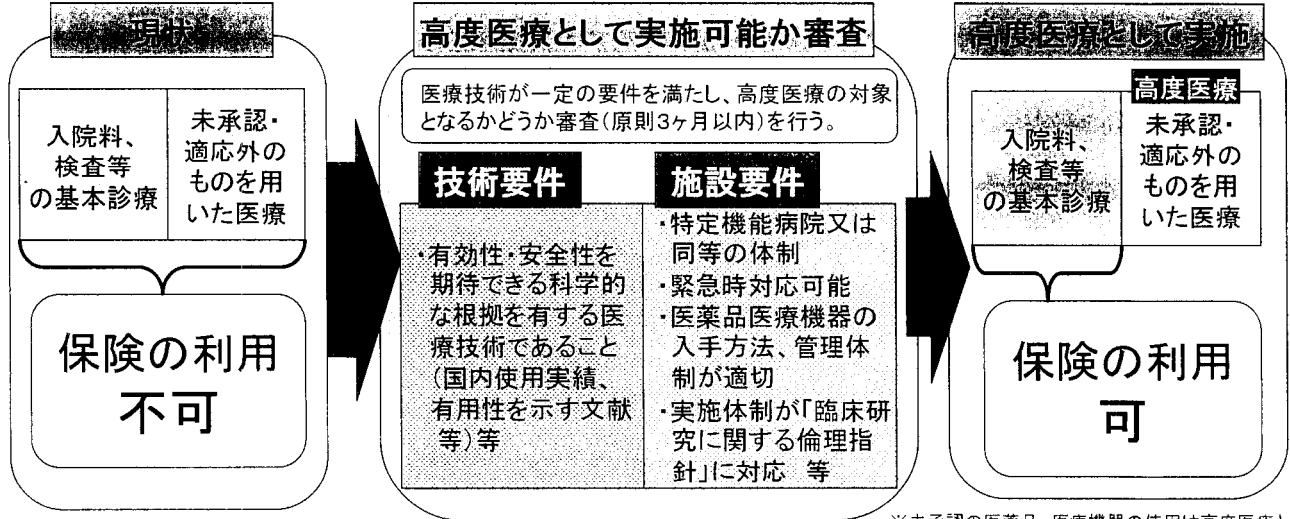 現状
入院料、
検査等
の基本診療
未承認・
適応外の
ものを用
いた医療
保険の利用
不可
高度医療として実施可能か審査
医療技術が一定の要件を満たし、高度医療の対象
となるかどうか審査(原則3ヶ月以内)を行う。
技術要件
・有効性・安全性を
期待できる科学的
な根拠を有する医
療技術であること
(国内使用実績、
有用性を示す文献
等)等
施設要件
・特定機能病院又は
同等の体制
・緊急時対応可能
・医薬品医療機器の
入手方法、管理体
制が適切
・実施体制が「臨床研
究に関する倫理指
針」に対応 等
高度医療として実施
入院料、
検査等
の基本診療
高度医療
未承認・
適応外の
ものを用
いた医療
保険の利用
可